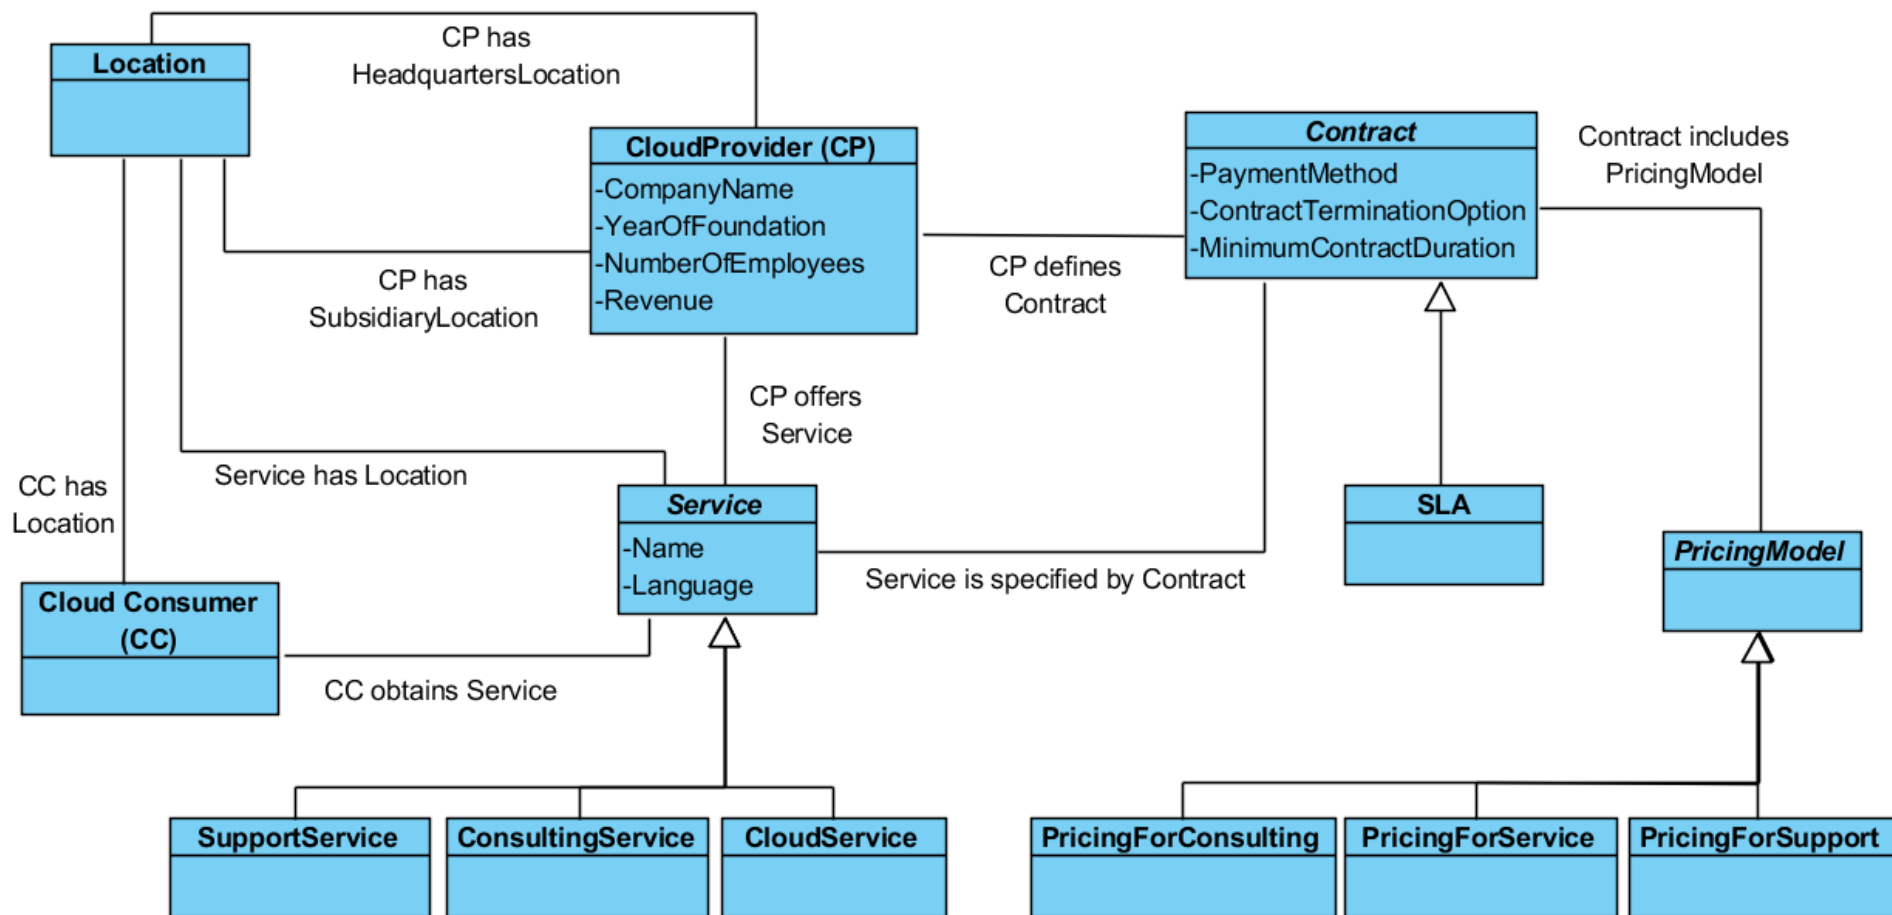 CP has
HeadquartersLocation
Location
CloudProvider (CP)
-CompanyName
-YearOfFoundation
-NumberOfEmployees
-Revenue
Contract
-PaymentMethod
-ContractTerminationOption
-MinimumContractDuration
Contract includes
PricingModel
CP has
SubsidiaryLocation
CP defines
Contract
CP offers
Service
Service has Location
CC has
Location
Service
-Name
-Language
SLA
PricingModel
Service is specified by Contract
Cloud Consumer
(CC)
CC obtains Service
SupportService
ConsultingService
CloudService
PricingForConsulting
PricingForService
PricingForSupport